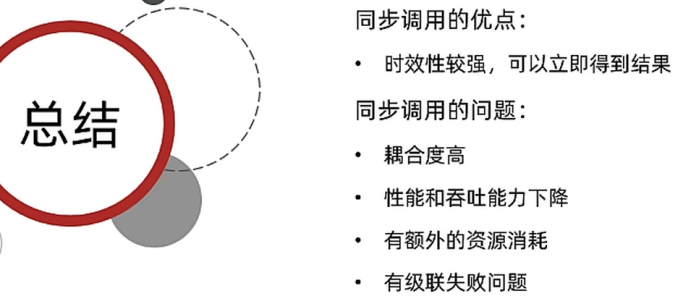 总结
同步调用的优点：
• 时效性较强，可以立即得到结果
同步调用的问题：
• 耦合度高
• 性能和吞吐能力下降
• 有额外的资源消耗
• 有级联失败问题